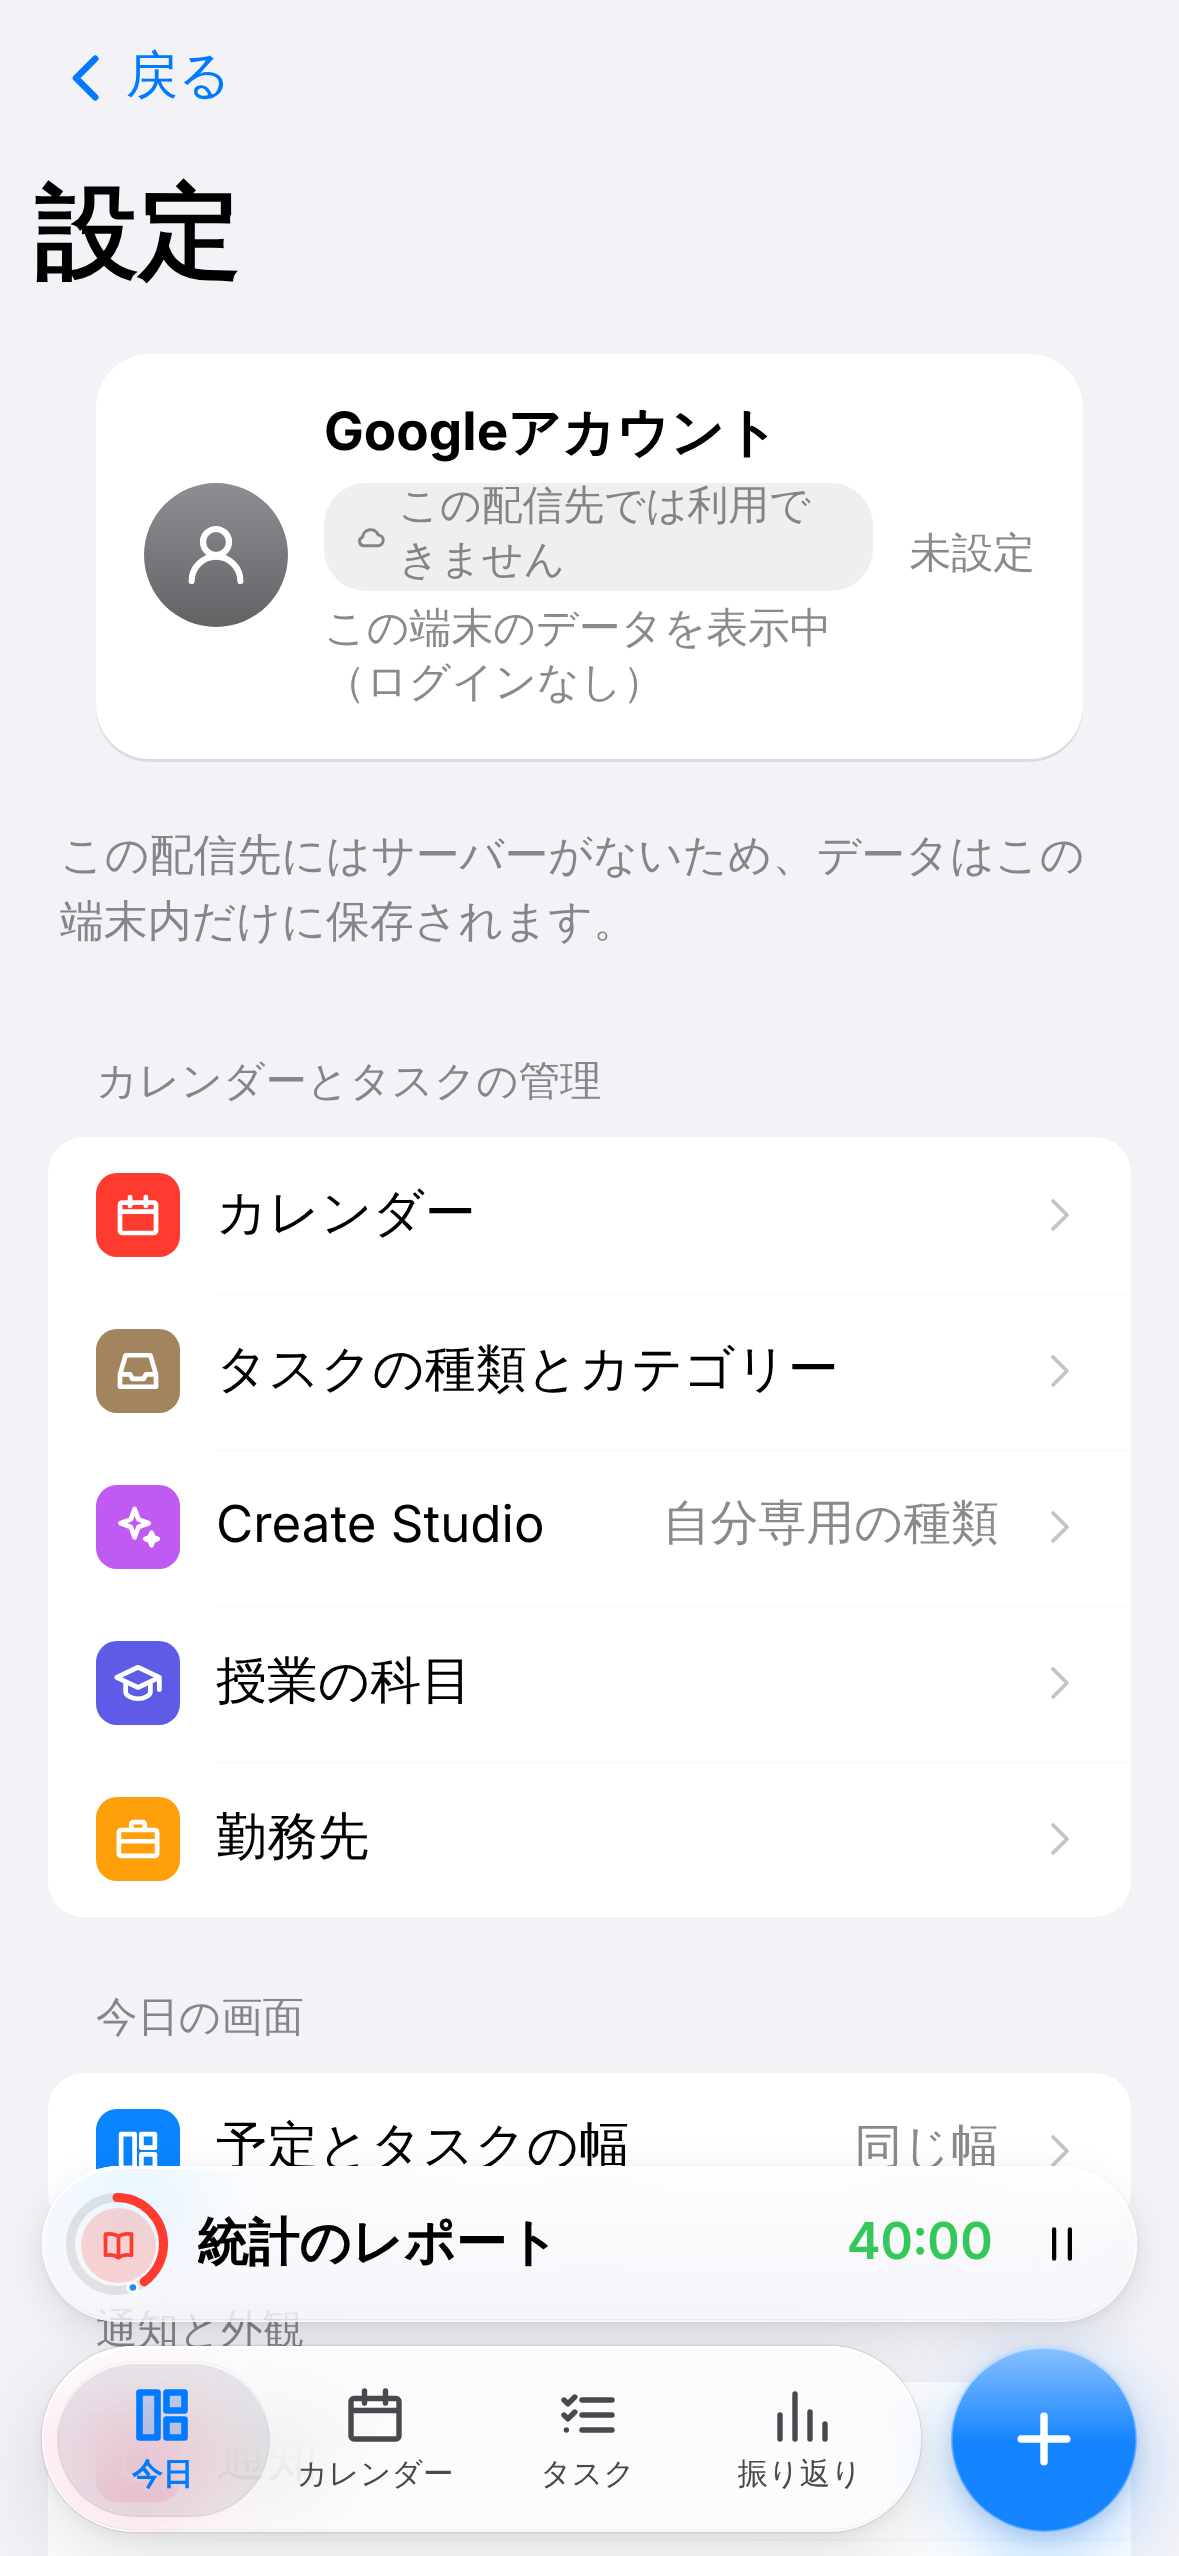 戻る
設定
Googleアカウント
この配信先では利用で
きません
未設定
この端末のデータを表示中
（ログインなし）
この配信先にはサーバーがないため、データはこの
端末内だけに保存されます。
カレンダーとタスクの管理
カレンダー
タスクの種類とカテゴリー
Create Studio 自分専用の種類
授業の科目
勤務先
今日の画面
予定とタスクの幅 同じ幅
統計のレポート 40:00
通知と外観
通知
今日 カレンダー タスク 振り返り